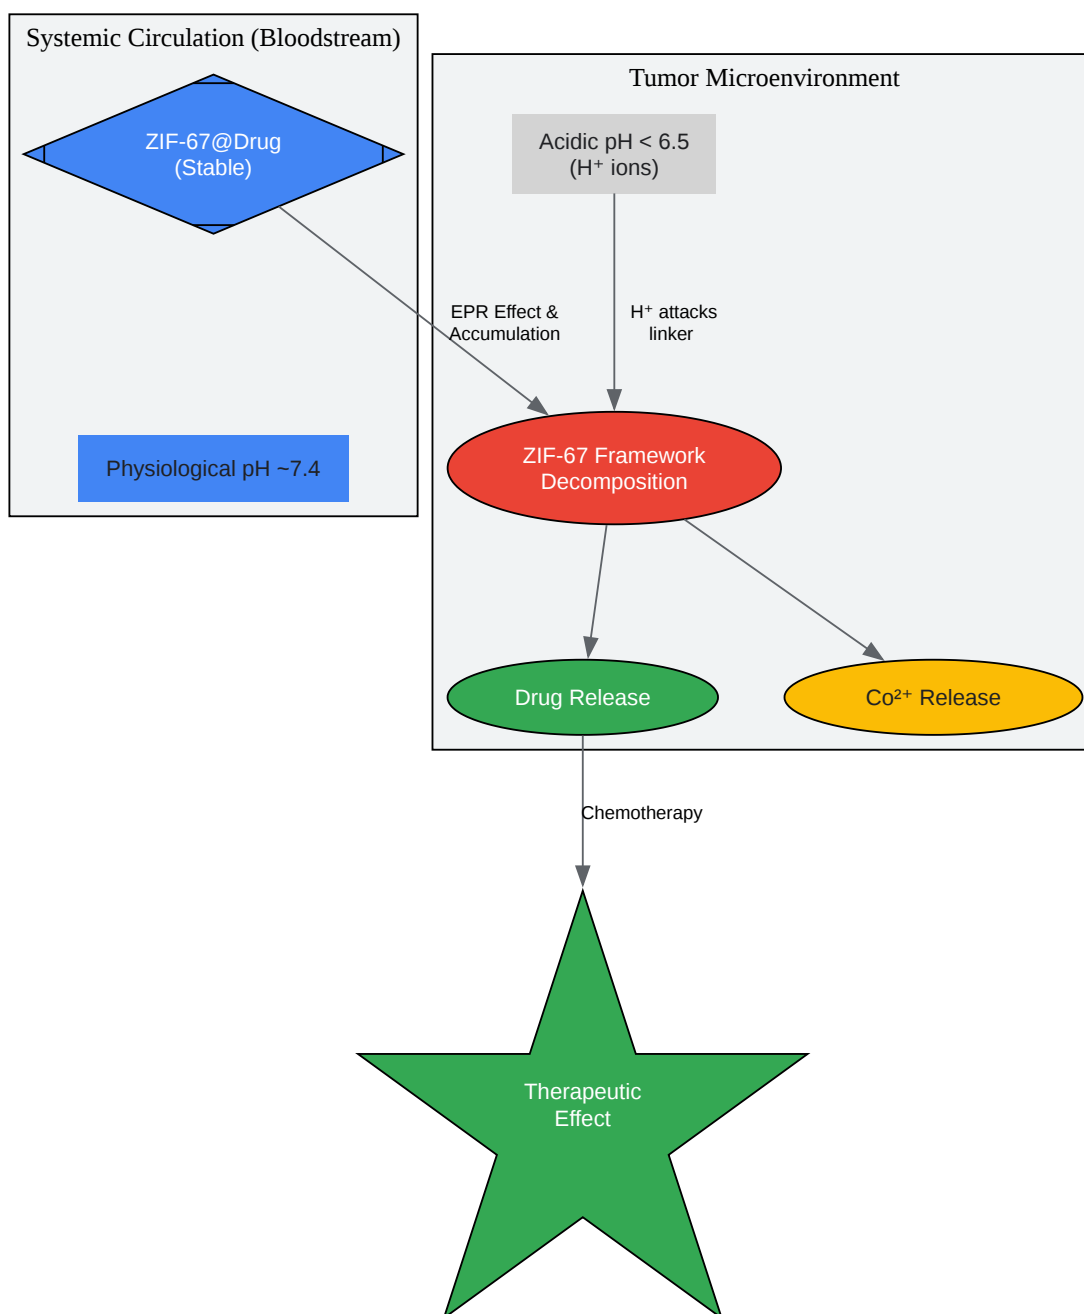 Systemic Circulation (Bloodstream)
ZIF-67@Drug
(Stable)
Physiological pH ~7.4
Tumor Microenvironment
Acidic pH < 6.5
(H⁺ ions)
EPR Effect &
Accumulation
H⁺ attacks
linker
ZIF-67 Framework
Decomposition
Drug Release
Co²⁺ Release
Chemotherapy
Therapeutic
Effect